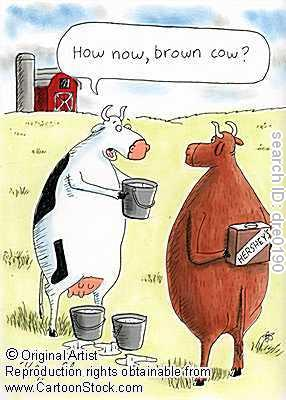 How now, brown cow?
HERSHEY'S
search ID: dre0190
© Original Artist
Reproduction rights obtainable from
www.CartoonStock.com